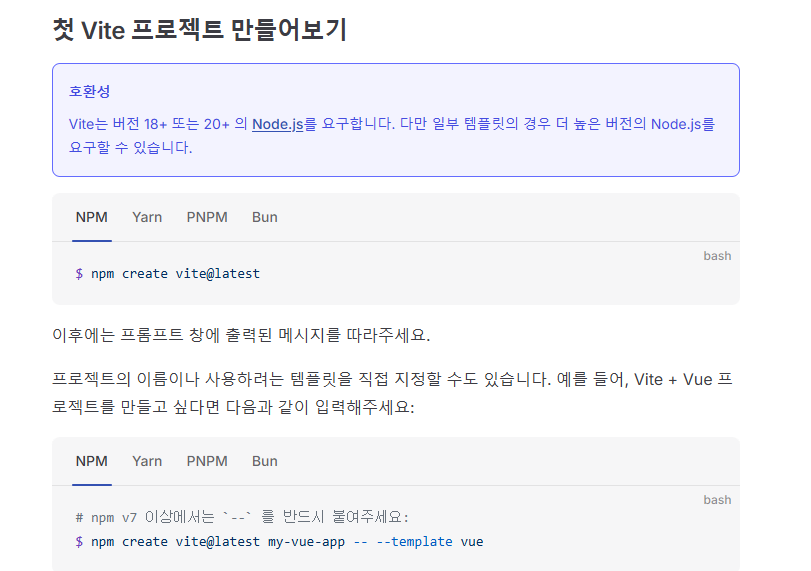 첫 Vite 프로젝트 만들어보기
호환성
Vite는 버전 18+ 또는 20+ 의 Node.js를 요구합니다. 다만 일부 템플릿의 경우 더 높은 버전의 Node.js를
요구할 수 있습니다.
NPM Yarn PNPM Bun
bash
$ npm create vite@latest
이후에는 프롬프트 창에 출력된 메시지를 따라주세요.
프로젝트의 이름이나 사용하려는 템플릿을 직접 지정할 수도 있습니다. 예를 들어, Vite + Vue 프
로젝트를 만들고 싶다면 다음과 같이 입력해주세요:
NPM Yarn PNPM Bun
bash
# npm v7 이상에서는 `--` 를 반드시 붙여주세요:
$ npm create vite@latest my-vue-app -- --template vue